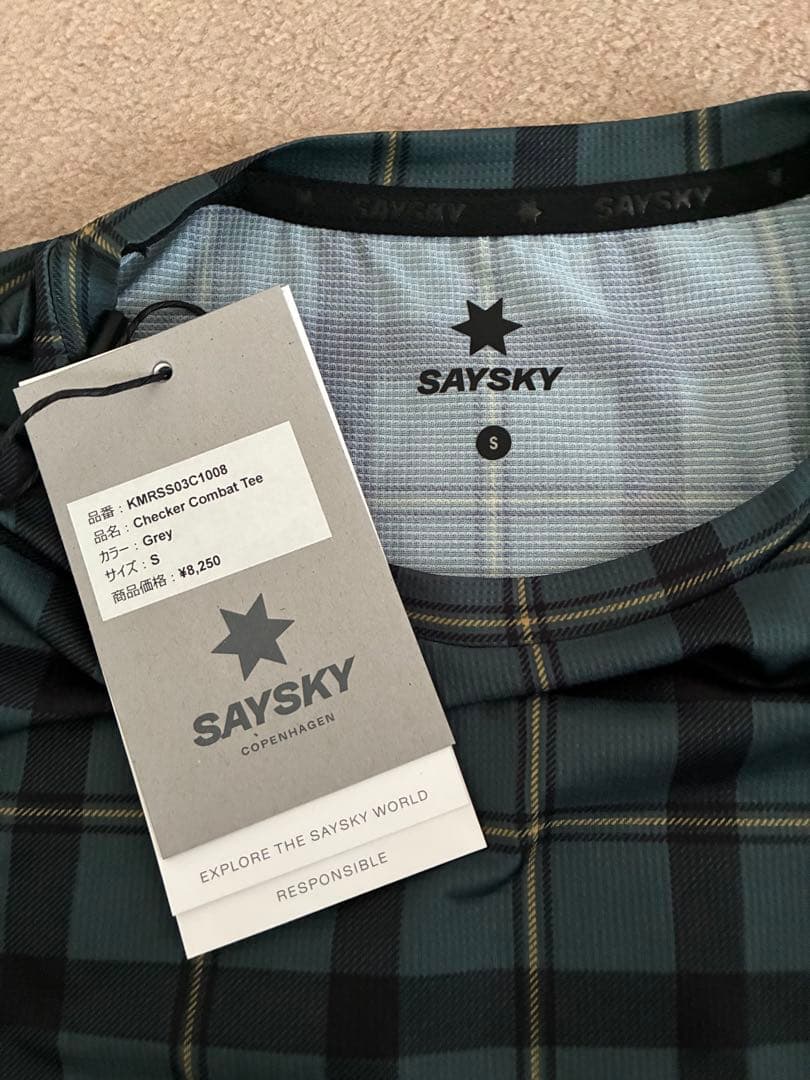 SAYSKY
SAYSKY
SAYSKY
S
品番：KMRSS03C1008
品名：Checker Combat Tee
カラー：Grey
サイズ：S
商品価格：¥8,250
SAYSKY
COPENHAGEN
EXPLORE THE SAYSKY WORLD
RESPONSIBLE